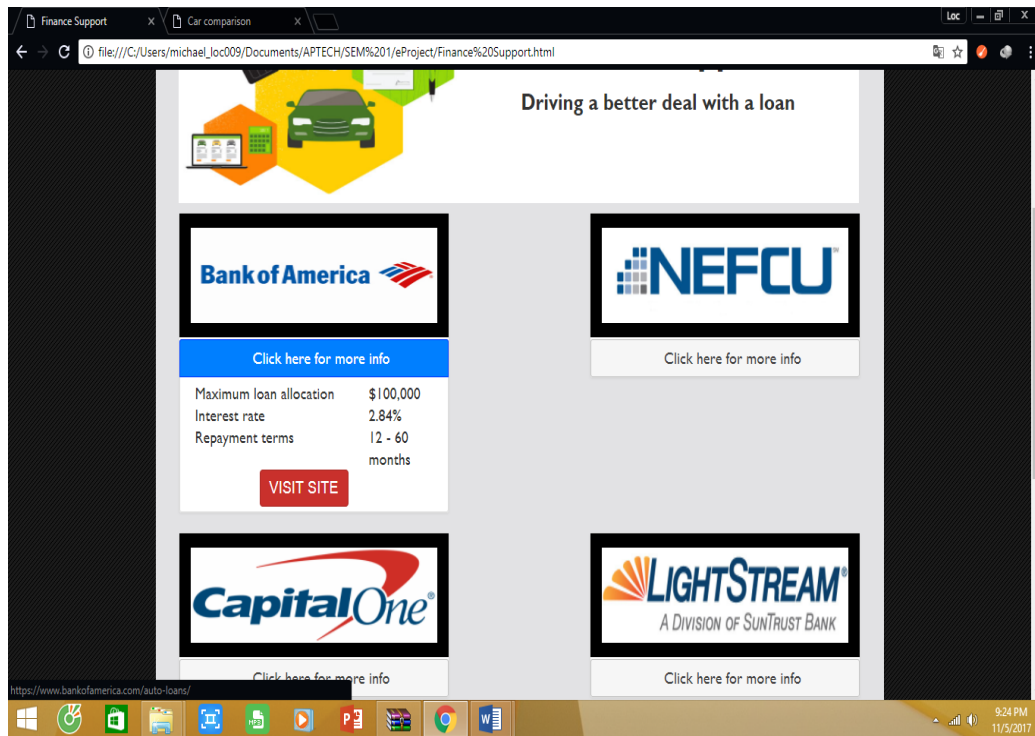 Finance Support
Car comparison
Loc
file:///C:/Users/michael_loc009/Documents/APTECH/SEM%201/eProject/Finance%20Support.html
Driving a better deal with a loan
Bank of America
NEFCU
Click here for more info
Click here for more info
Maximum loan allocation $100,000
Interest rate 2.84%
Repayment terms 12 - 60
months
VISIT SITE
Capital One®
LIGHTSTREAM®
A DIVISION OF SUNTRUST BANK
Click here for more info
Click here for more info
https://www.bankofamerica.com/auto-loans/
MP3
9:24 PM
11/5/2017